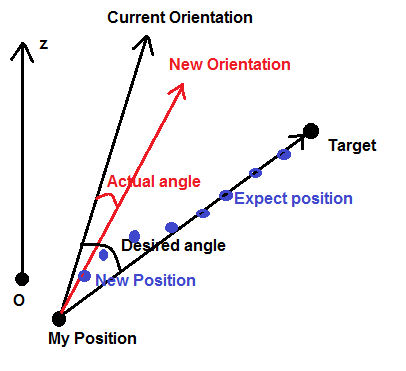 Current Orientation
z
New Orientation
Target
Actual angle
Expect position
Desired angle
New Position
O
My Position